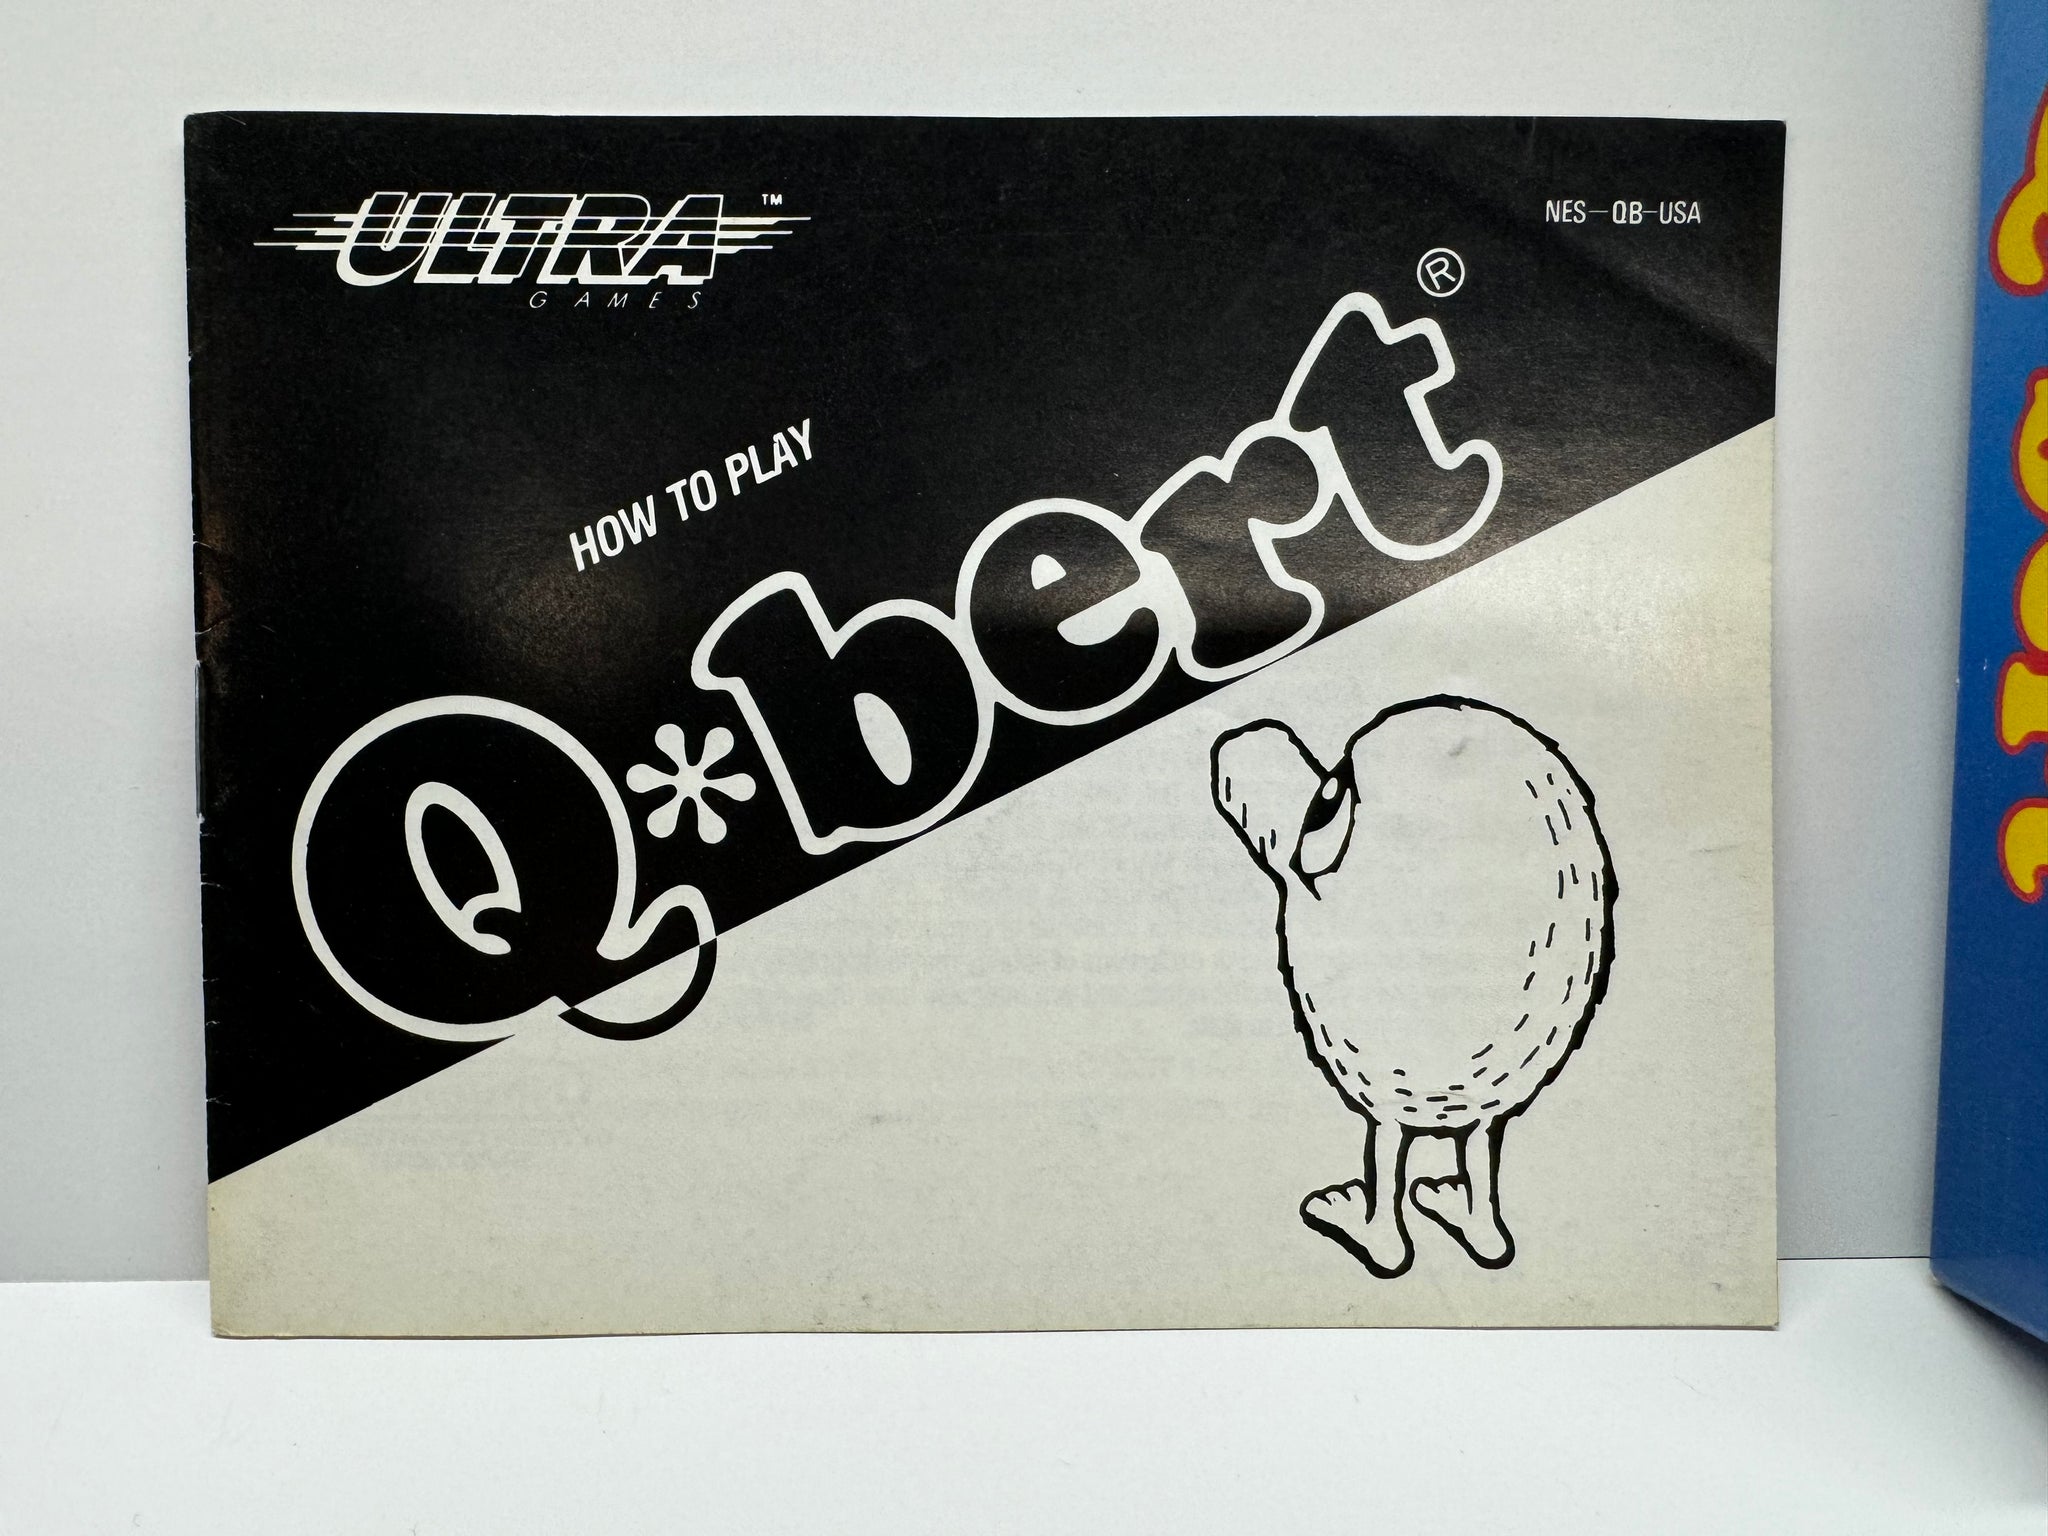 ULTRA™
GAMES
NES-QB-USA
HOW TO PLAY
Q*bert®